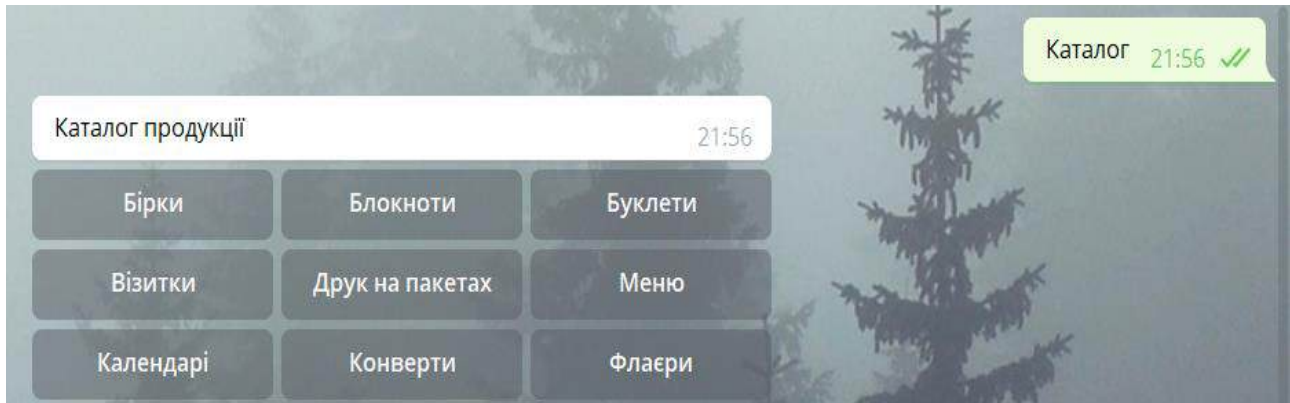 Каталог 21:56
Каталог продукції
21:56
Бірки Блокноти Буклети
Візитки Друк на пакетах Меню
Календарі Конверти Флаєри